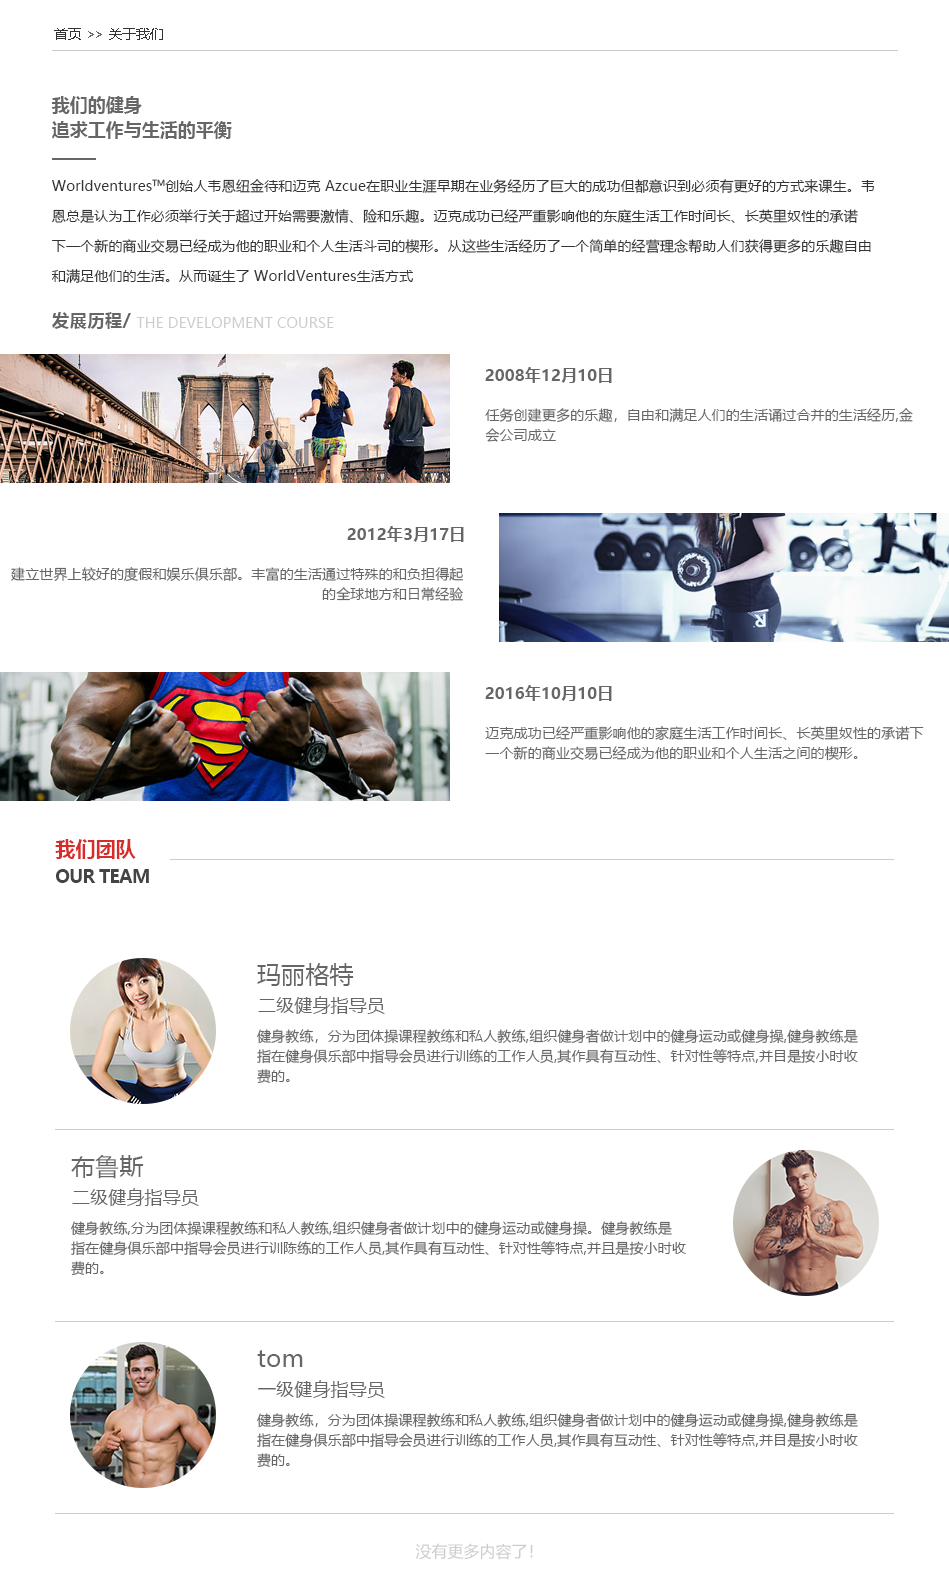 首页 >> 关于我们
我们的健身
追求工作与生活的平衡
Worldventures™创始人韦恩纽金待和迈克 Azcue在职业生涯早期在业务经历了巨大的成功但都意识到必须有更好的方式来课生。韦
恩总是认为工作必须举行关于超过开始需要激情、险和乐趣。迈克成功已经严重影响他的东庭生活工作时间长、长英里奴性的承诺
下一个新的商业交易已经成为他的职业和个人生活斗司的楔形。从这些生活经历了一个简单的经营理念帮助人们获得更多的乐趣自由
和满足他们的生活。从而诞生了 WorldVentures生活方式
发展历程/ THE DEVELOPMENT COURSE
2008年12月10日
任务创建更多的乐趣，自由和满足人们的生活诵过合并的生活经历,金
会公司成立
2012年3月17日
建立世界上较好的度假和娱乐俱乐部。丰富的生活通过特殊的和负担得起
的全球地方和日常经验
2016年10月10日
迈克成功已经严重影响他的家庭生活工作时间长、长英里奴性的承诺下
一个新的商业交易已经成为他的职业和个人生活之间的楔形。
我们团队
OUR TEAM
玛丽格特
二级健身指导员
健身教练，分为团体操课程教练和私人教练,组织健身者做计划中的健身运动或健身操,健身教练是
指在健身俱乐部中指导会员进行训练的工作人员,其作具有互动性、针对性等特点,并目是按小时收
费的。
布鲁斯
二级健身指导员
健身教练,分为团体操课程教练和私人教练,组织健身者做计划中的健身运动或健身操。健身教练是
指在健身俱乐部中指导会员进行训陈练的工作人员,其作具有互动性、针对性等特点,并且是按小时收
费的。
tom
一级健身指导员
健身教练，分为团体操课程教练和私人教练,组织健身者做计划中的健身运动或健身操,健身教练是
指在健身俱乐部中指导会员进行训练的工作人员,其作具有互动性、针对性等特点,并目是按小时收
费的。
没有更多内容了!